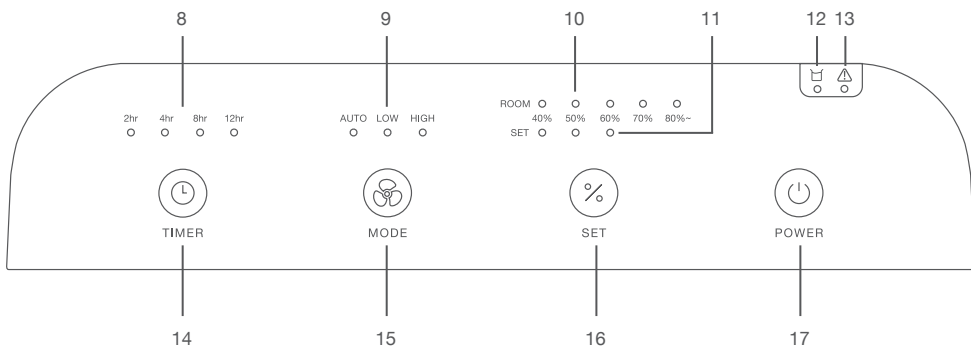 8 9 10 11 12 13
ROOM
2hr 4hr 8hr 12hr AUTO LOW HIGH 40% 50% 60% 70% 80%~
SET
TIMER MODE SET POWER
14 15 16 17